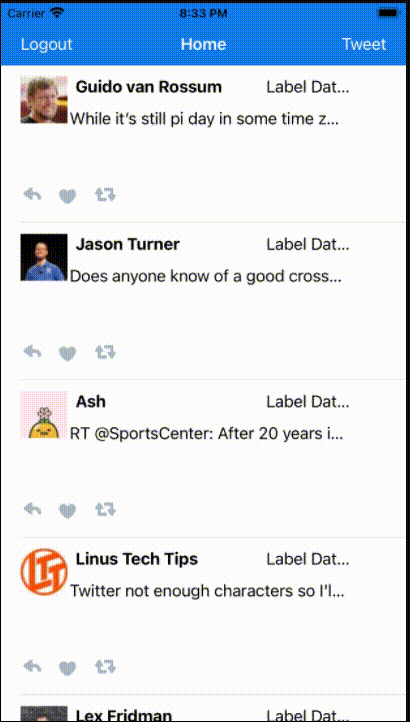 Carrier 8:33 PM
Logout Home Tweet
Guido van Rossum Label Dat...
While it's still pi day in some time z...
Jason Turner Label Dat...
Does anyone know of a good cross...
Ash Label Dat...
RT @SportsCenter: After 20 years i...
LTT
Linus Tech Tips Label Dat...
Twitter not enough characters so I'l...
Lex Fridman Label Dat...